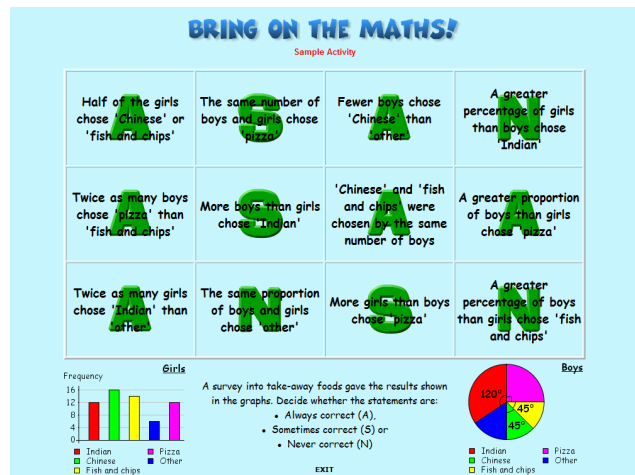 BRING ON THE MATHS!
Sample Activity
Half of the girls
chose 'Chinese' or
'fish and chips'
A
The same number of
boys and girls chose
'pizza'
S
Fewer boys chose
'Chinese' than
'other'
A
A greater
percentage of girls
than boys chose
'Indian'
N
Twice as many boys
chose 'pizza' than
'fish and chips'
A
More boys than girls
chose 'Indian'
S
'Chinese' and 'fish
and chips' were
chosen by the same
number of boys
A
A greater proportion
of boys than girls
chose 'pizza'
A
Twice as many girls
chose 'Indian' than
'other'
A
The same proportion
of boys and girls
chose 'other'
N
More girls than boys
chose 'pizza'
S
A greater
percentage of boys
than girls chose 'fish
and chips'
N
Girls
Frequency
16
12
8
4
0
Indian
Pizza
Chinese
Other
Fish and chips
A survey into take-away foods gave the results shown
in the graphs. Decide whether the statements are:
• Always correct (A),
• Sometimes correct (S) or
• Never correct (N)
EXIT
Boys
120°
45°
45°
Indian
Pizza
Chinese
Other
Fish and chips